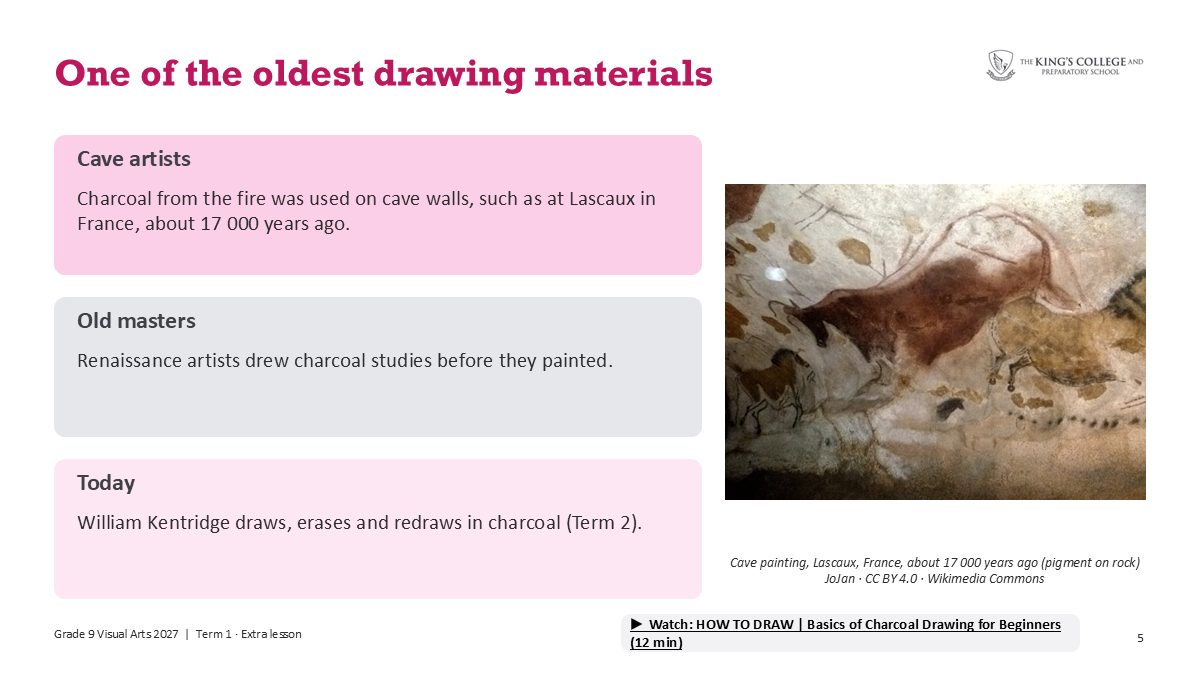 One of the oldest drawing materials
THE KING'S COLLEGE AND
PREPARATORY SCHOOL
Cave artists
Charcoal from the fire was used on cave walls, such as at Lascaux in
France, about 17 000 years ago.
Old masters
Renaissance artists drew charcoal studies before they painted.
Today
William Kentridge draws, erases and redraws in charcoal (Term 2).
Cave painting, Lascaux, France, about 17 000 years ago (pigment on rock)
JoJan · CC BY 4.0 · Wikimedia Commons
Grade 9 Visual Arts 2027 | Term 1 · Extra lesson
▶ Watch: HOW TO DRAW | Basics of Charcoal Drawing for Beginners
(12 min)
5